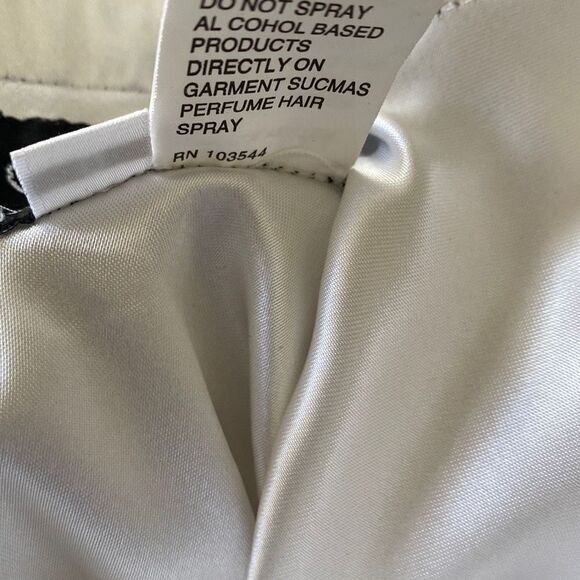 DO NOT SPRAY
AL COHOL BASED
PRODUCTS
DIRECTLY ON
GARMENT SUCMAS
PERFUME HAIR
SPRAY
RN 103544